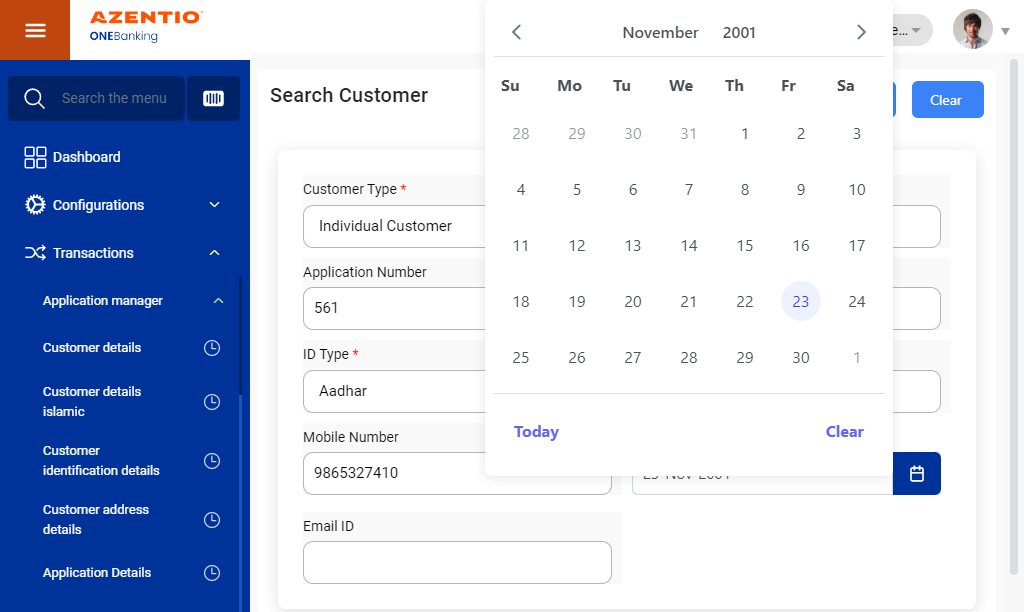 AZENTIO
ONEBanking
Search the menu
Dashboard
Configurations
Transactions
Application manager
Customer details
Customer details
islamic
Customer
identification details
Customer address
details
Application Details
e...
Search Customer
Clear
Customer Type *
Individual Customer
Application Number
561
ID Type *
Aadhar
Mobile Number
9865327410
Email ID
November 2001
Su Mo Tu We Th Fr Sa
28 29 30 31 1 2 3
4 5 6 7 8 9 10
11 12 13 14 15 16 17
18 19 20 21 22 23 24
25 26 27 28 29 30 1
Today Clear